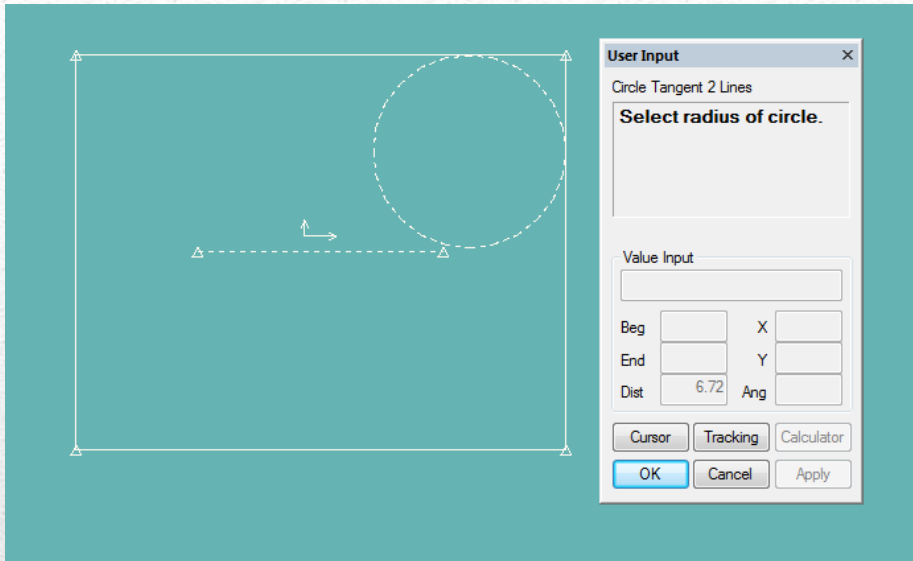 User Input
Circle Tangent 2 Lines
Select radius of circle.
Value Input
Beg X
End Y
Dist 6.72 Ang
Cursor Tracking Calculator
OK Cancel Apply